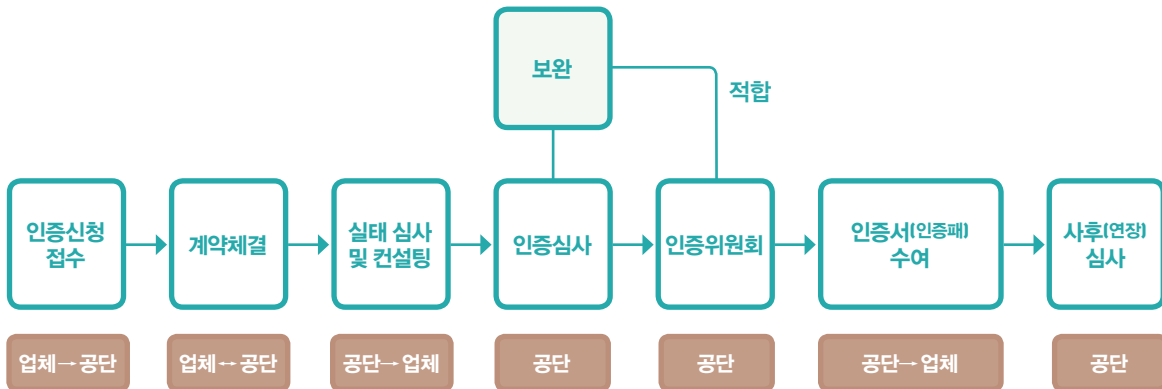 보완
적합
인증신청
접수
계약체결
실태 심사
및 컨설팅
인증심사
인증위원회
인증서(인증패)
수여
사후(연장)
심사
업체→공단
업체↔공단
공단→업체
공단
공단
공단→업체
공단